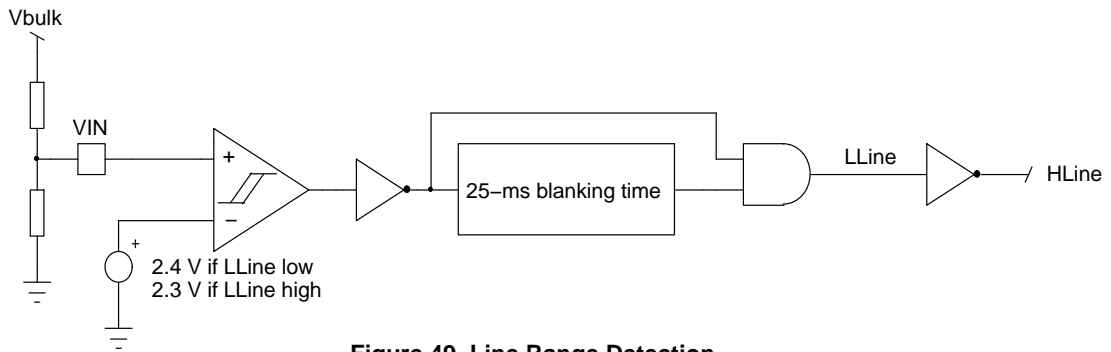 Vbulk
VIN
+
−
+
2.4 V if LLine low
2.3 V if LLine high
25−ms blanking time
LLine
HLine
Figure 49. Line Range Detection